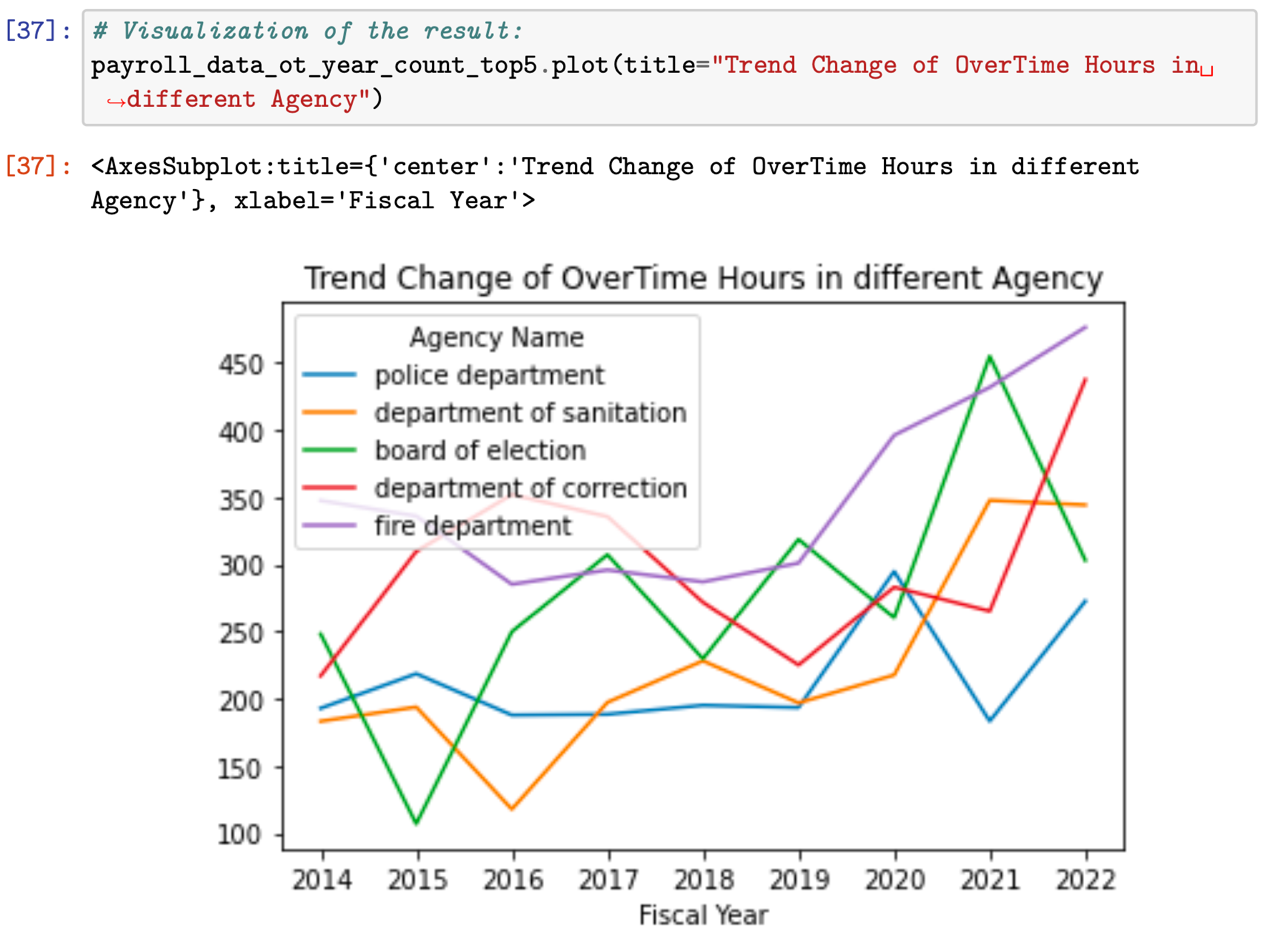 [37]: # Visualization of the result:
payroll_data_ot_year_count_top5.plot(title="Trend Change of OverTime Hours in␣
↪different Agency")
[37]: <AxesSubplot:title={'center':'Trend Change of OverTime Hours in different
Agency'}, xlabel='Fiscal Year'>
Trend Change of OverTime Hours in different Agency
Agency Name
police department
department of sanitation
board of election
department of correction
fire department
450
400
350
300
250
200
150
100
2014 2015 2016 2017 2018 2019 2020 2021 2022
Fiscal Year